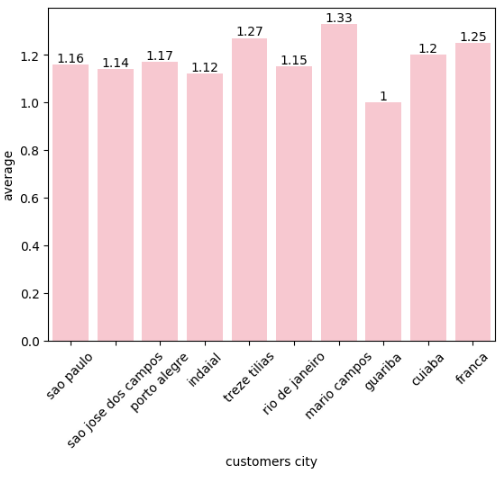 1.16
1.14
1.17
1.12
1.27
1.15
1.33
1
1.2
1.25
average
1.2
1.0
0.8
0.6
0.4
0.2
0.0
sao paulo
sao jose dos campos
porto alegre
indaial
treze tilias
rio de janeiro
mario campos
guariba
cuiaba
franca
customers city